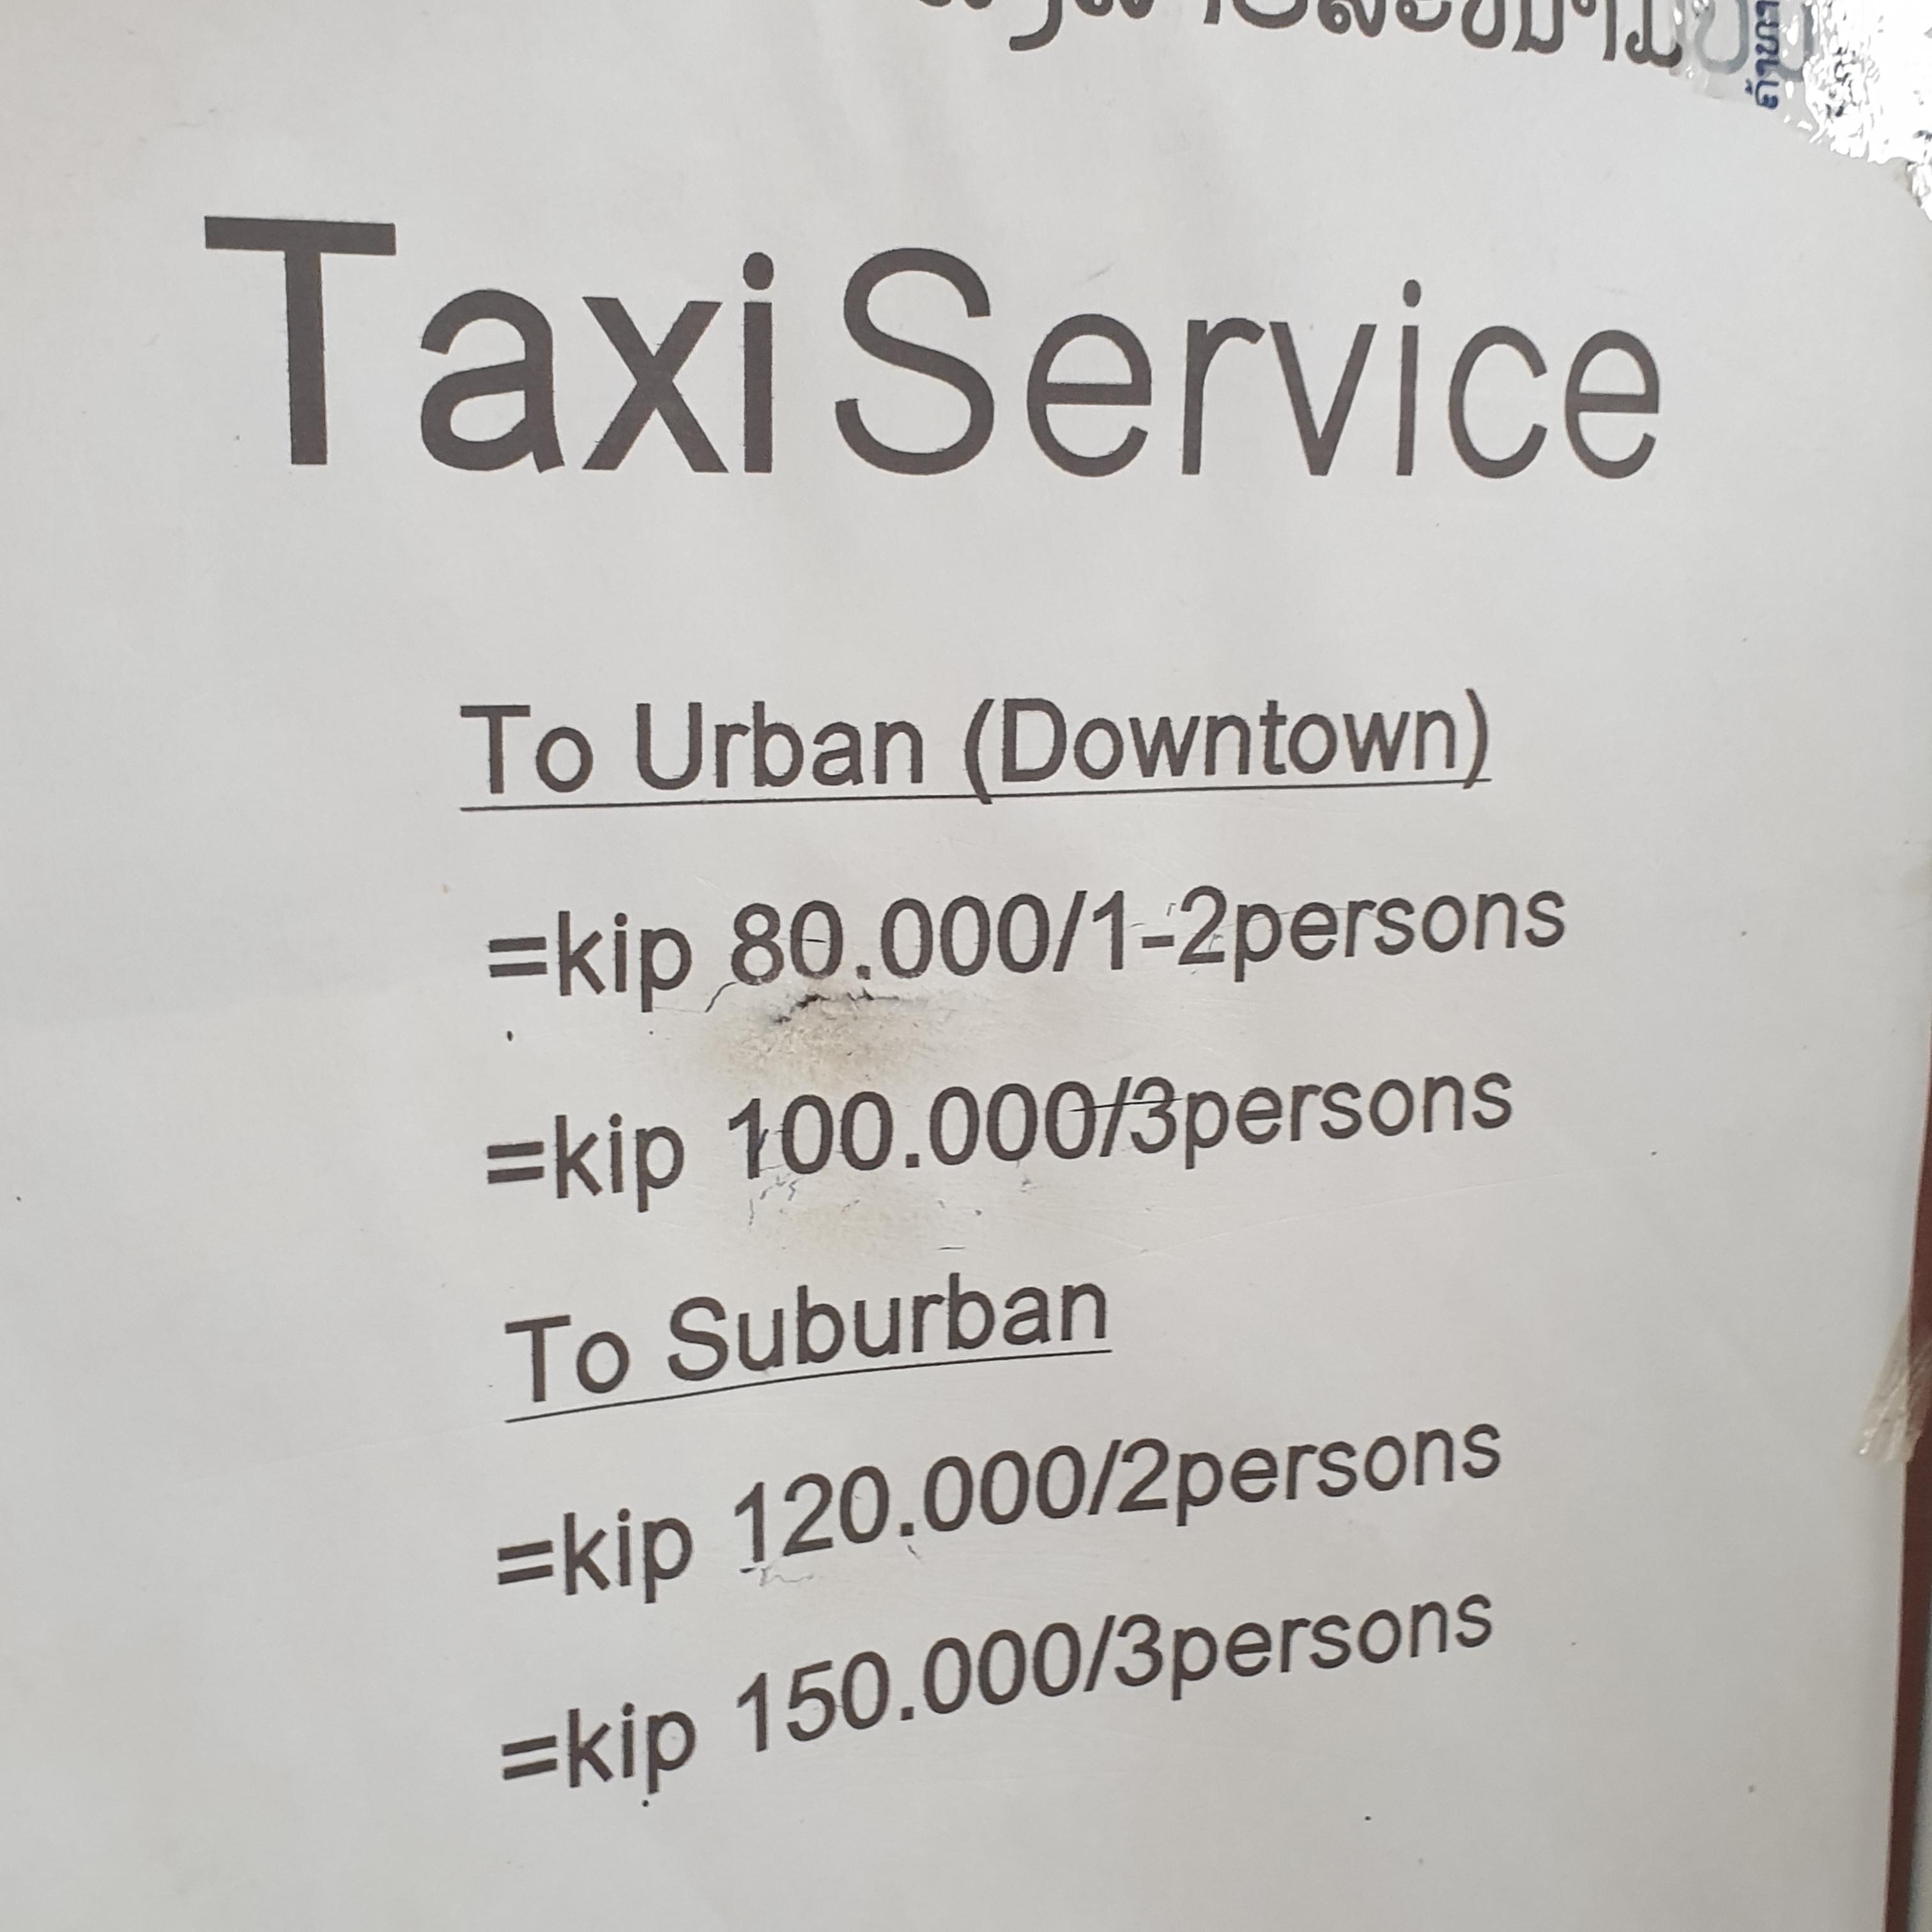 Taxi Service
To Urban (Downtown)
=kip 80.000/1-2persons
=kip 100.000/3persons
To Suburban
=kip 120.000/2persons
=kip 150.000/3persons